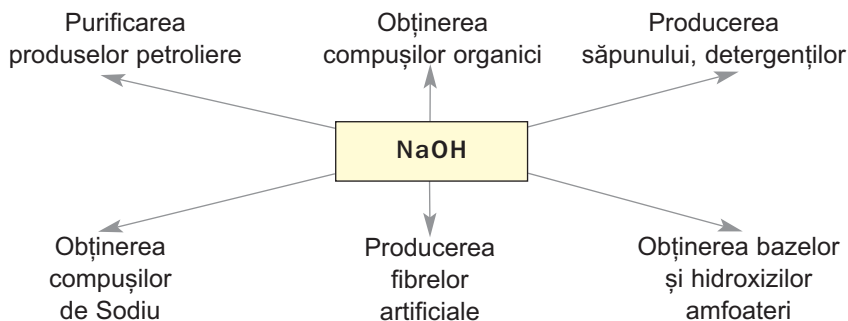 Purificarea
produselor petroliere
Obținerea
compușilor organici
Producerea
săpunului, detergenților
NaOH
Obținerea
compușilor
de Sodiu
Producerea
fibrelor
artificiale
Obținerea bazelor
și hidroxizilor
amfoateri